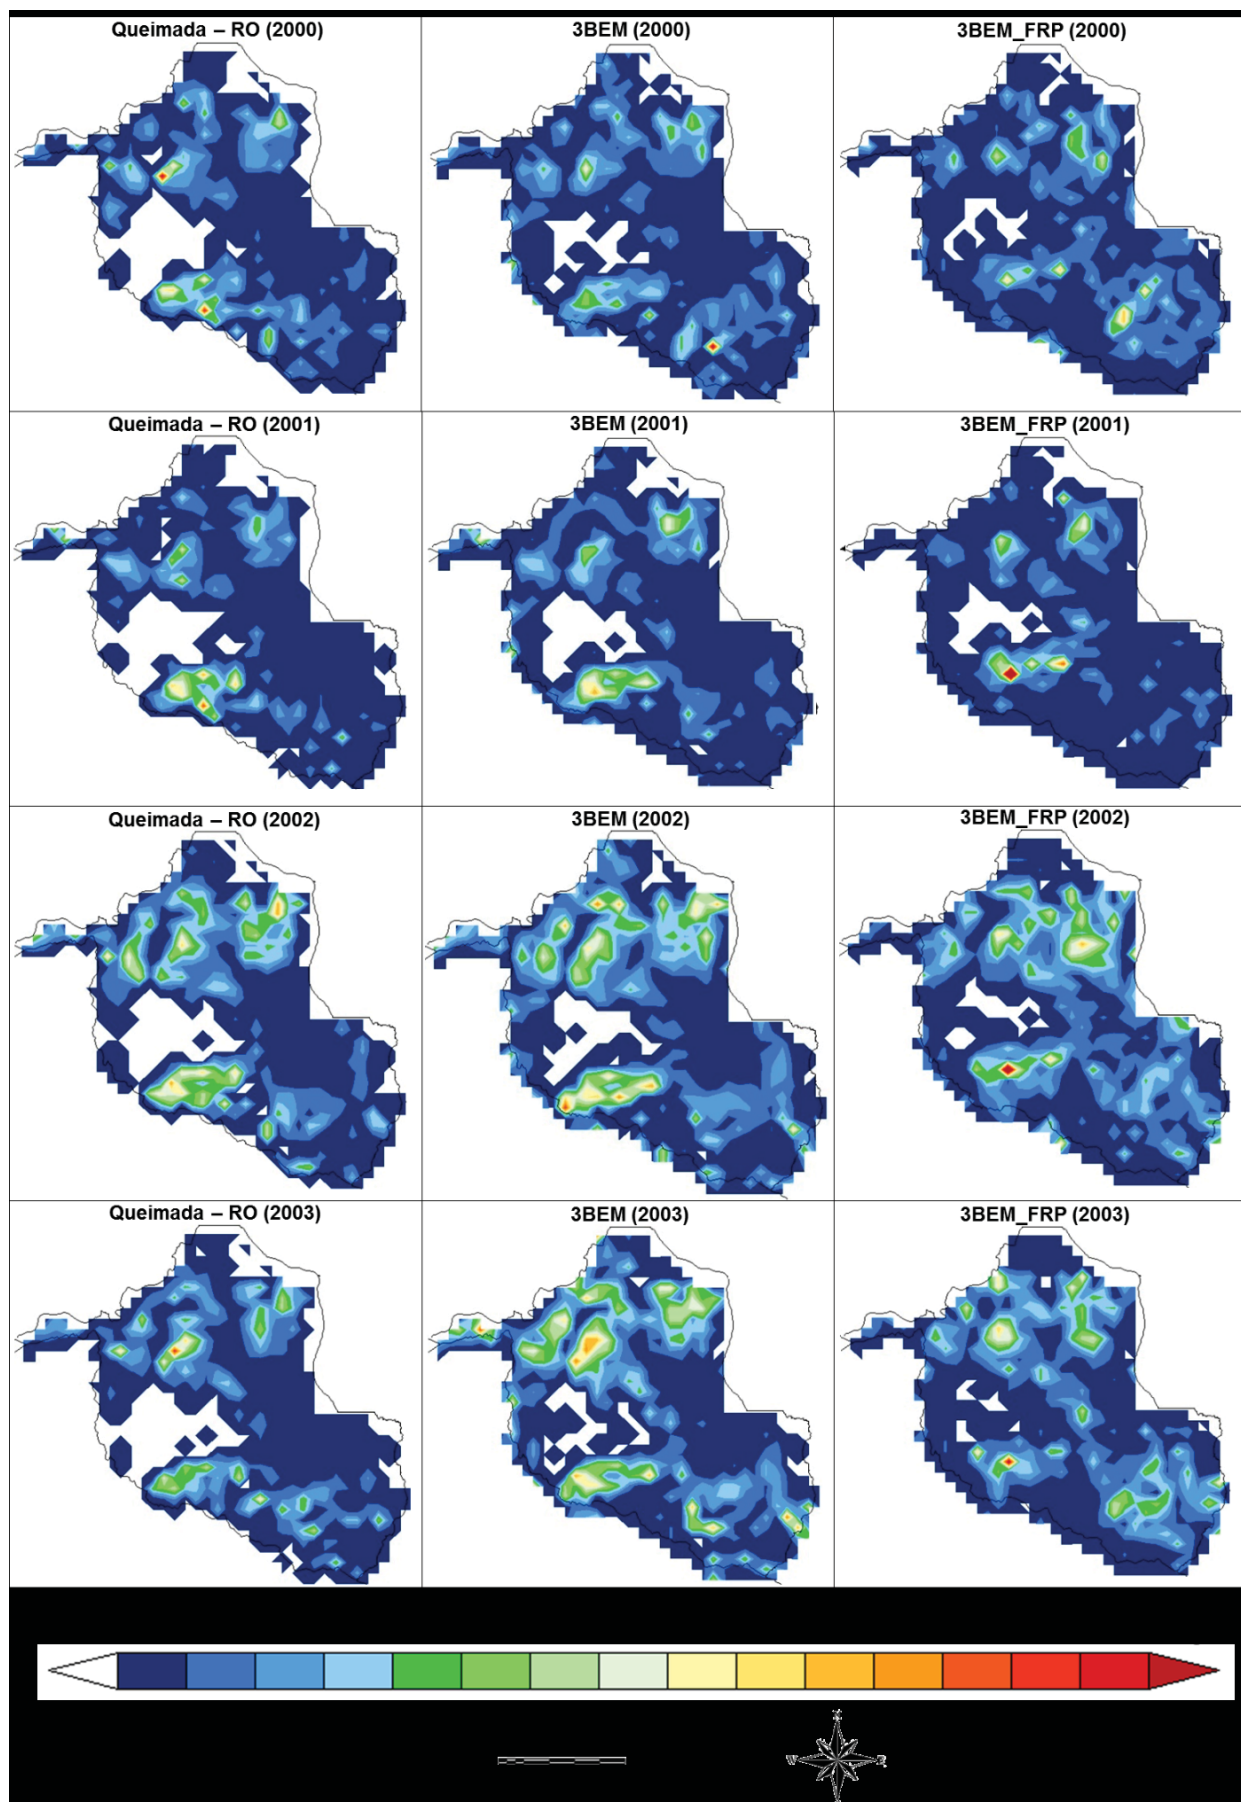 Queimada – RO (2000)
3BEM (2000)
3BEM_FRP (2000)
Queimada – RO (2001)
3BEM (2001)
3BEM_FRP (2001)
Queimada – RO (2002)
3BEM (2002)
3BEM_FRP (2002)
Queimada – RO (2003)
3BEM (2003)
3BEM_FRP (2003)